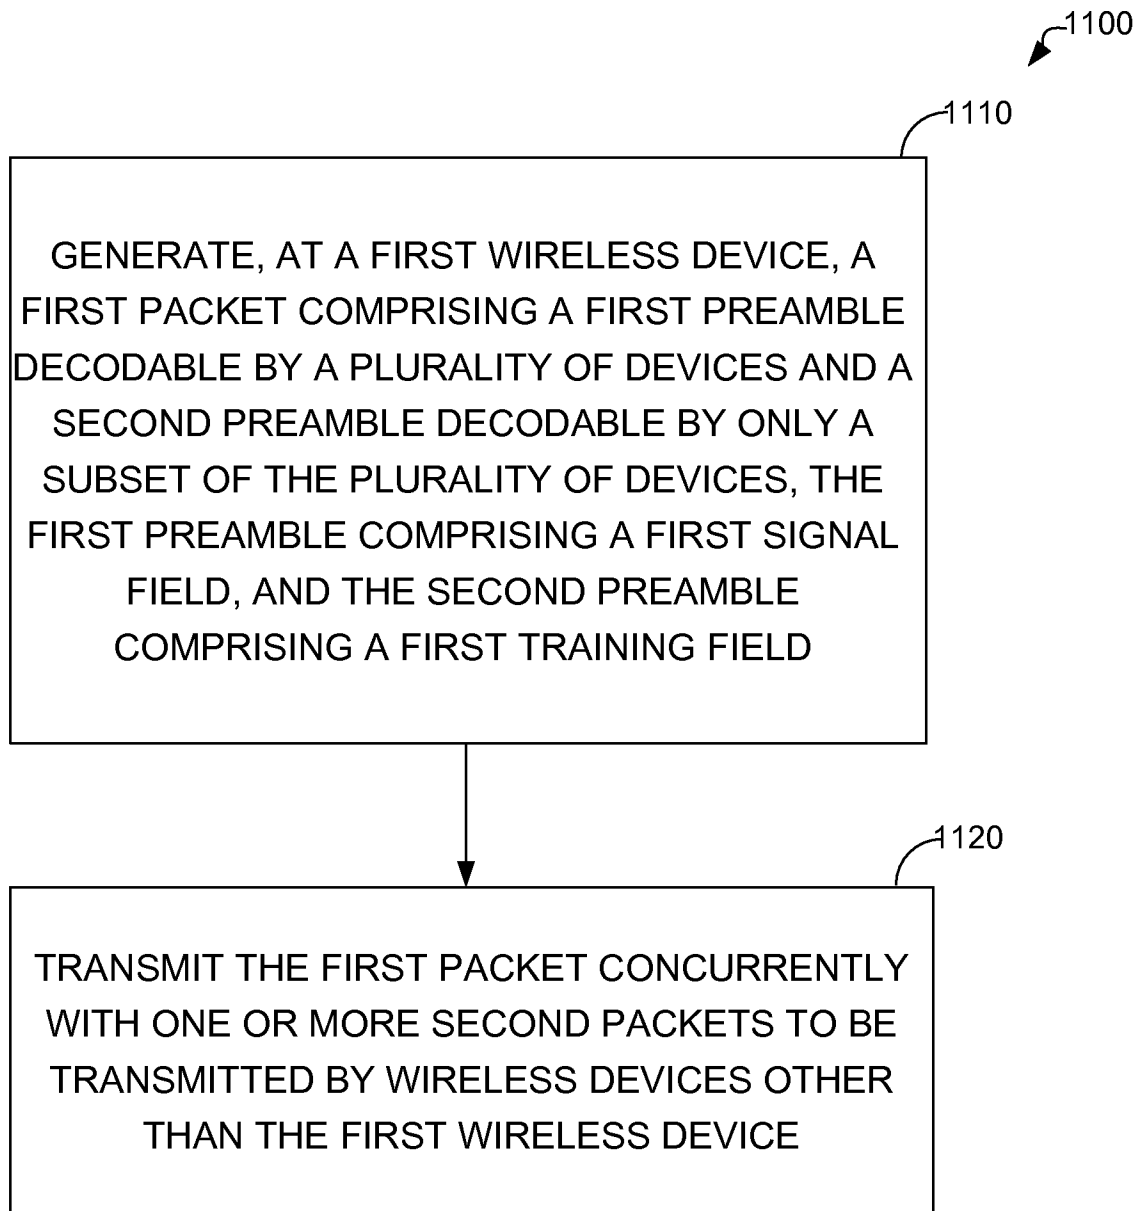 1100
1110
GENERATE, AT A FIRST WIRELESS DEVICE, A
FIRST PACKET COMPRISING A FIRST PREAMBLE
DECODABLE BY A PLURALITY OF DEVICES AND A
SECOND PREAMBLE DECODABLE BY ONLY A
SUBSET OF THE PLURALITY OF DEVICES, THE
FIRST PREAMBLE COMPRISING A FIRST SIGNAL
FIELD, AND THE SECOND PREAMBLE
COMPRISING A FIRST TRAINING FIELD
1120
TRANSMIT THE FIRST PACKET CONCURRENTLY
WITH ONE OR MORE SECOND PACKETS TO BE
TRANSMITTED BY WIRELESS DEVICES OTHER
THAN THE FIRST WIRELESS DEVICE